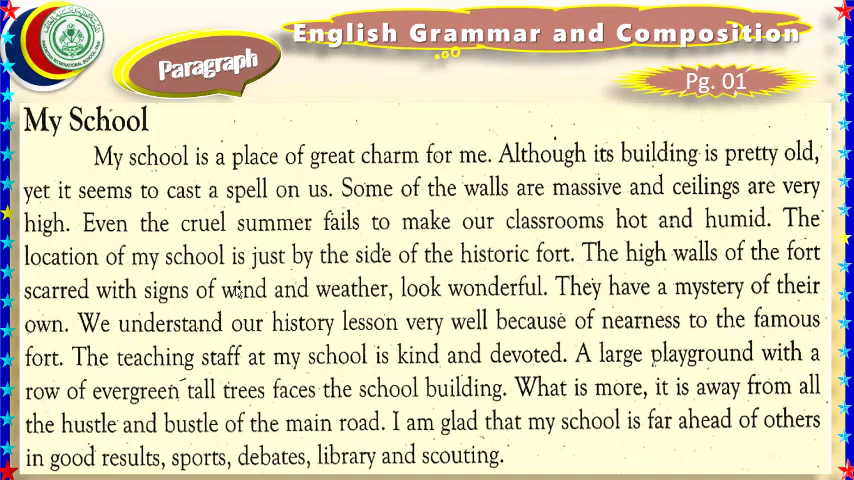 English Grammar and Composition
Paragraph
Pg. 01
My School
My school is a place of great charm for me. Although its building is pretty old,
yet it seems to cast a spell on us. Some of the walls are massive and ceilings are very
high. Even the cruel summer fails to make our classrooms hot and humid. The
location of my school is just by the side of the historic fort. The high walls of the fort
scarred with signs of wind and weather, look wonderful. They have a mystery of their
own. We understand our history lesson very well because of nearness to the famous
fort. The teaching staff at my school is kind and devoted. A large playground with a
row of evergreen tall trees faces the school building. What is more, it is away from all
the hustle and bustle of the main road. I am glad that my school is far ahead of others
in good results, sports, debates, library and scouting.